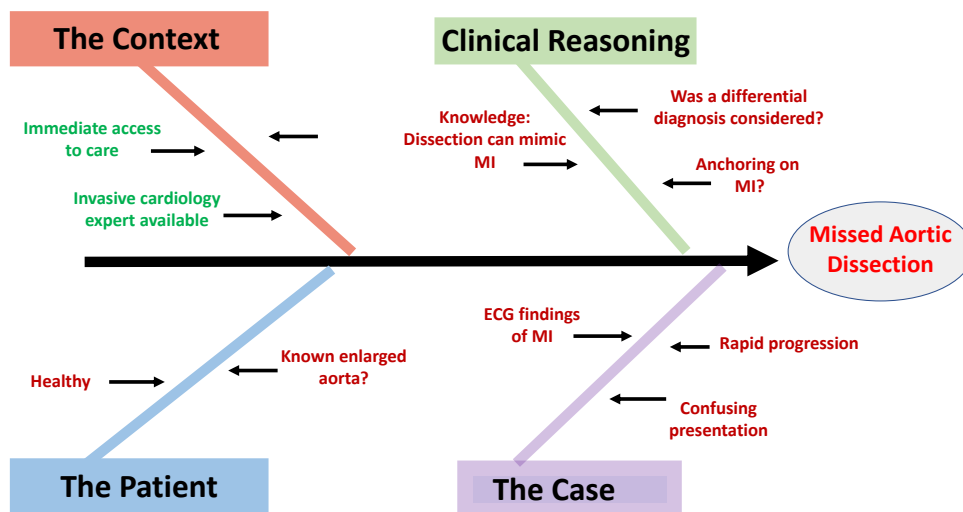 The Context
Clinical Reasoning
Immediate access
to care
Invasive cardiology
expert available
Knowledge:
Dissection can mimic
MI
Was a differential
diagnosis considered?
Anchoring on
MI?
Missed Aortic
Dissection
Healthy
Known enlarged
aorta?
ECG findings
of MI
Rapid progression
Confusing
presentation
The Patient
The Case